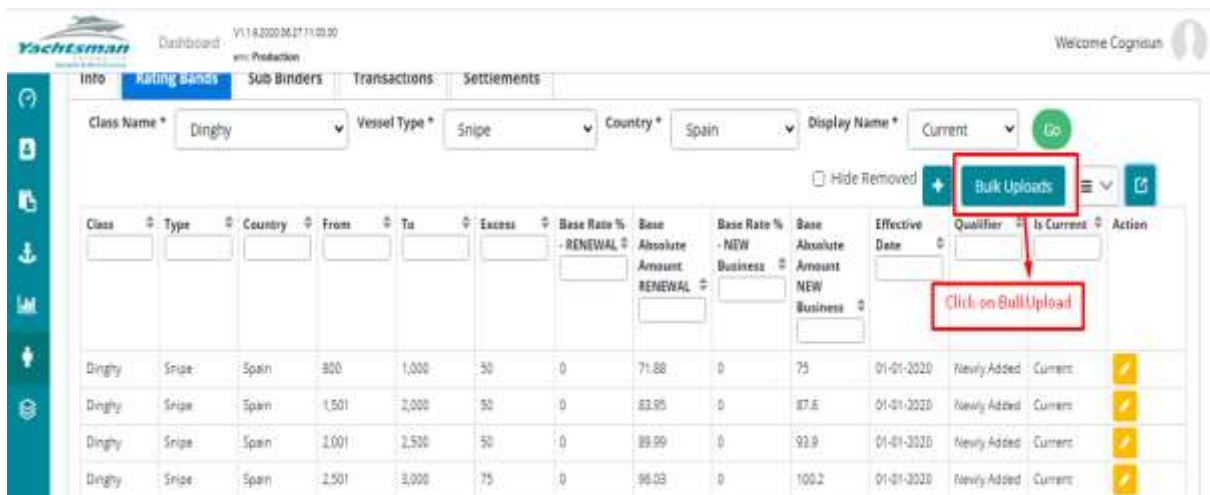 Yachtsman
Dashboard
env: Production
Welcome Cognisun
Info Rating Bands Sub Binders Transactions Settlements
Class Name * Dinghy Vessel Type * Snipe Country * Spain Display Name * Current Go
Hide Removed + Bulk Uploads
Class Type Country From To Excess Base Rate % - RENEWAL Base Absolute Amount RENEWAL Base Rate % - NEW Business Base Absolute Amount NEW Business Effective Date Qualifier Is Current Action
Click on BulkUpload
Dinghy Snipe Spain 800 1,000 50 0 71.88 0 75 01-01-2020 Newly Added Current
Dinghy Snipe Spain 1,501 2,000 50 0 83.95 0 87.6 01-01-2020 Newly Added Current
Dinghy Snipe Spain 2,001 2,500 50 0 89.99 0 93.9 01-01-2020 Newly Added Current
Dinghy Snipe Spain 2,501 3,000 75 0 96.03 0 100.2 01-01-2020 Newly Added Current